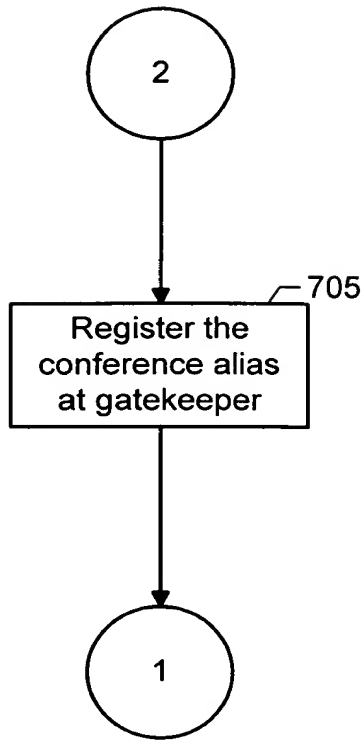 2
705
Register the
conference alias
at gatekeeper
1